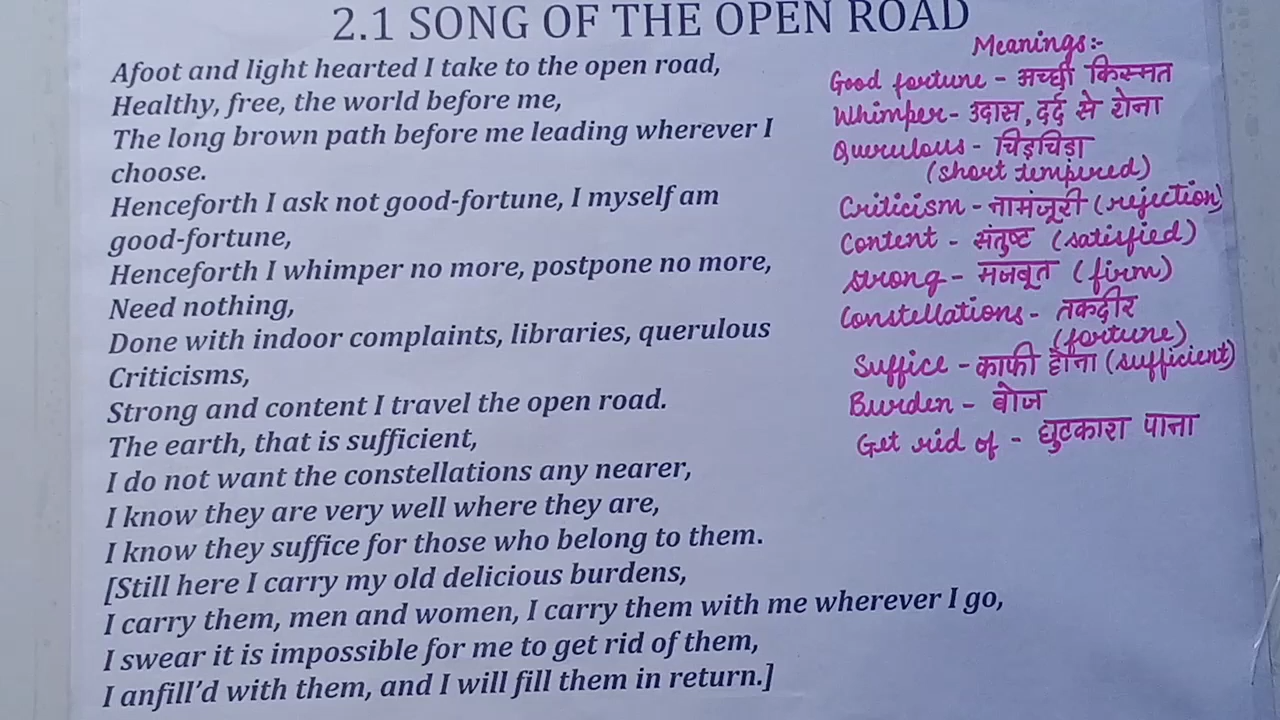 2.1 SONG OF THE OPEN ROAD
Afoot and light hearted I take to the open road,
Healthy, free, the world before me,
The long brown path before me leading wherever I
choose.
Henceforth I ask not good-fortune, I myself am
good-fortune,
Henceforth I whimper no more, postpone no more,
Need nothing,
Done with indoor complaints, libraries, querulous
Criticisms,
Strong and content I travel the open road.
The earth, that is sufficient,
I do not want the constellations any nearer,
I know they are very well where they are,
I know they suffice for those who belong to them.
[Still here I carry my old delicious burdens,
I carry them, men and women, I carry them with me wherever I go,
I swear it is impossible for me to get rid of them,
I anfill'd with them, and I will fill them in return.]
Meanings:-
Good fortune - अच्छी किस्मत
Whimper - उदास, दर्द से रोना
Querulous - चिड़चिड़ा
(short tempered)
Criticism - नामंजूरी (rejection)
Content - संतुष्ट (satisfied)
strong - मजबूत (firm)
Constellations - तकदीर
(fortune)
Suffice - काफी होना (sufficient)
Burden - बोज
Get rid of - छुटकारा पाना